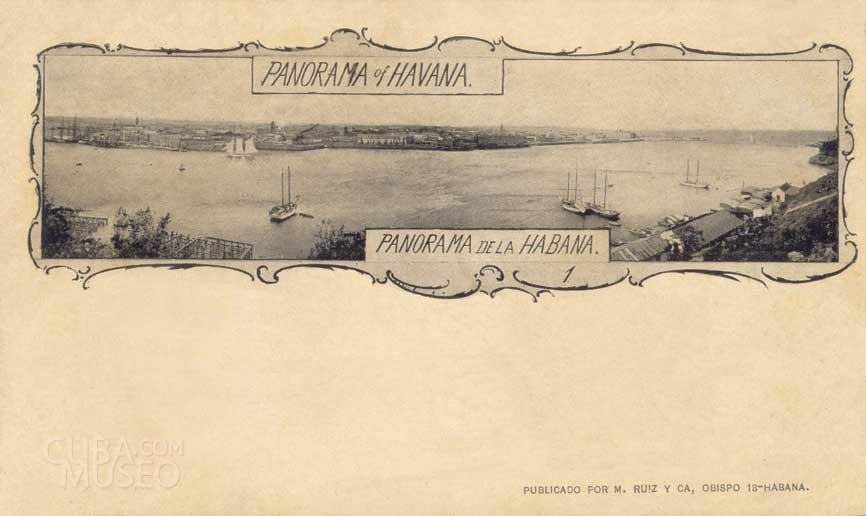 PANORAMA of HAVANA.
PANORAMA DE LA HABANA.
1
CUBA.COM
MUSEO
PUBLICADO POR M. RUIZ Y CA, OBISPO 18-HABANA.